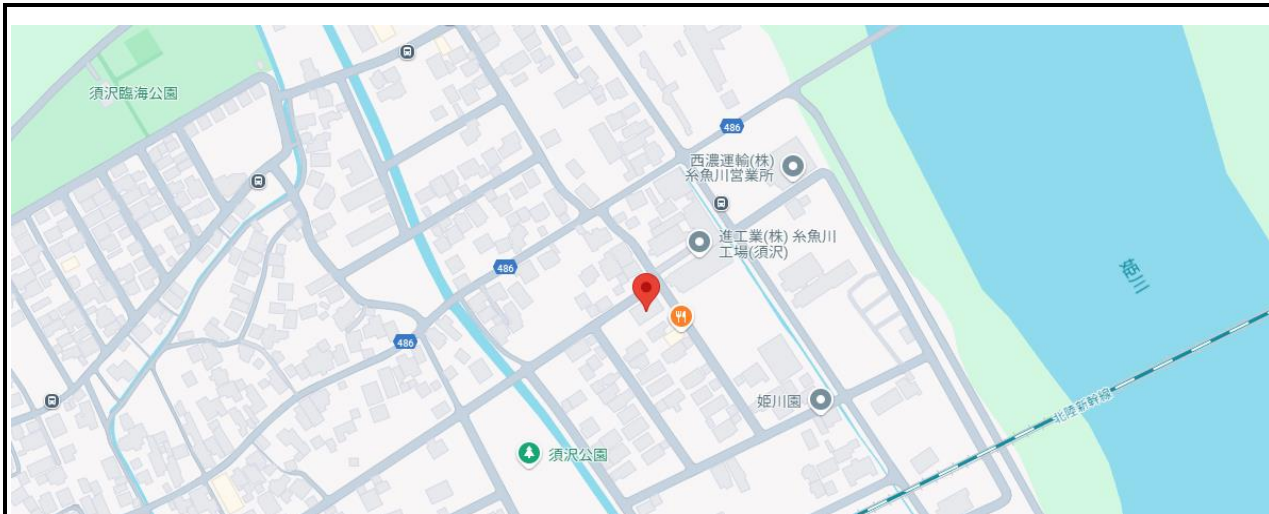 須沢臨海公園
486
西濃運輸(株)
糸魚川営業所
進工業(株) 糸魚川
工場(須沢)
486
486
姫川
北陸新幹線
姫川園
須沢公園